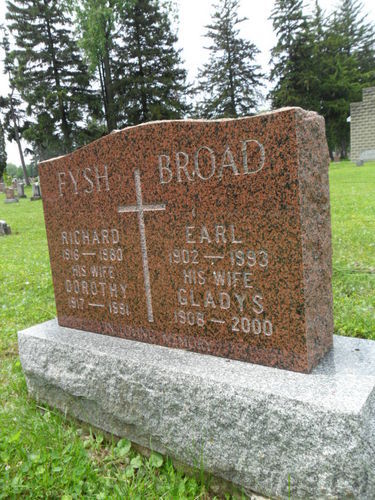 FYSH
RICHARD
1916 — 1980
HIS WIFE
DOROTHY
1917 — 1991
BROAD
EARL
1902 — 1993
HIS WIFE
GLADYS
1908 — 2000